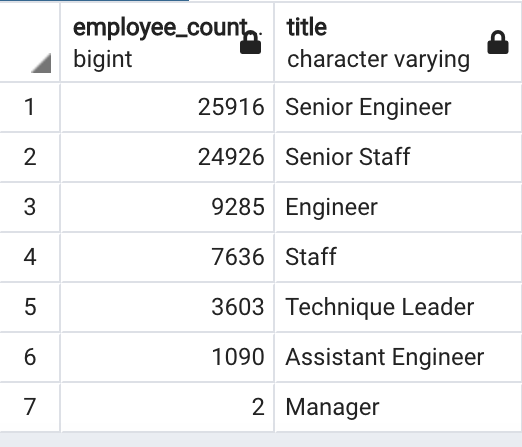 employee_count.. title
bigint character varying
1 25916 Senior Engineer
2 24926 Senior Staff
3 9285 Engineer
4 7636 Staff
5 3603 Technique Leader
6 1090 Assistant Engineer
7 2 Manager